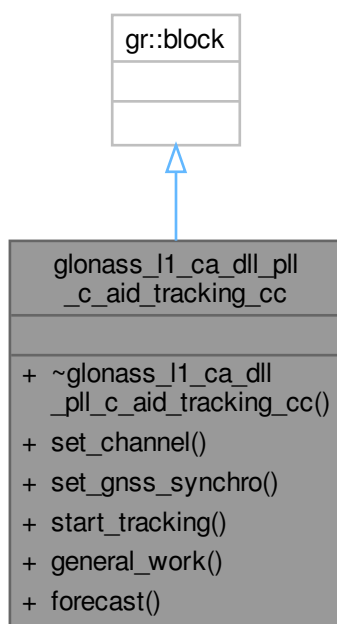 gr::block
glonass_l1_ca_dll_pll
_c_aid_tracking_cc
+ ~glonass_l1_ca_dll
_pll_c_aid_tracking_cc()
+ set_channel()
+ set_gnss_synchro()
+ start_tracking()
+ general_work()
+ forecast()